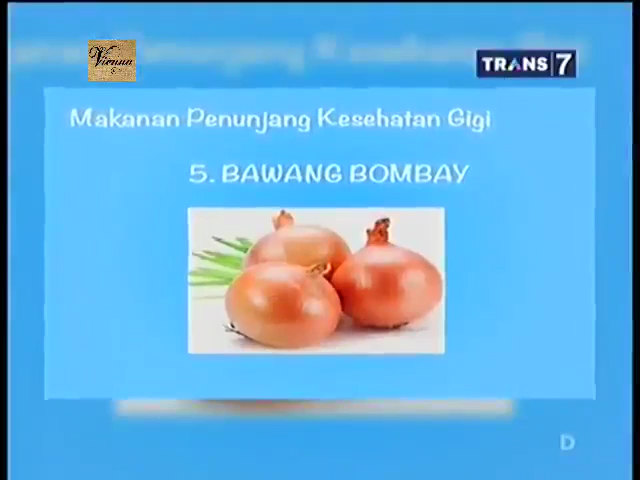 Vienna
TRANS 7
Makanan Penunjang Kesehatan Gigi
5. BAWANG BOMBAY
D